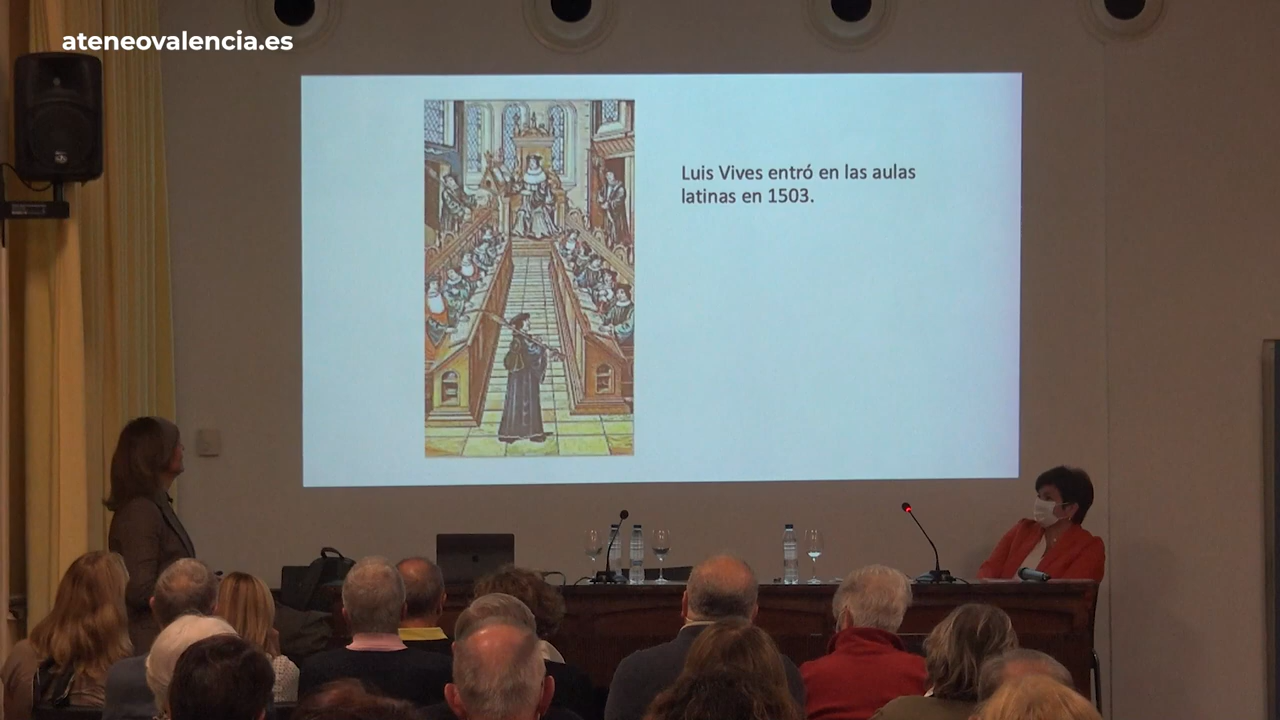 ateneovalencia.es
Luis Vives entró en las aulas
latinas en 1503.